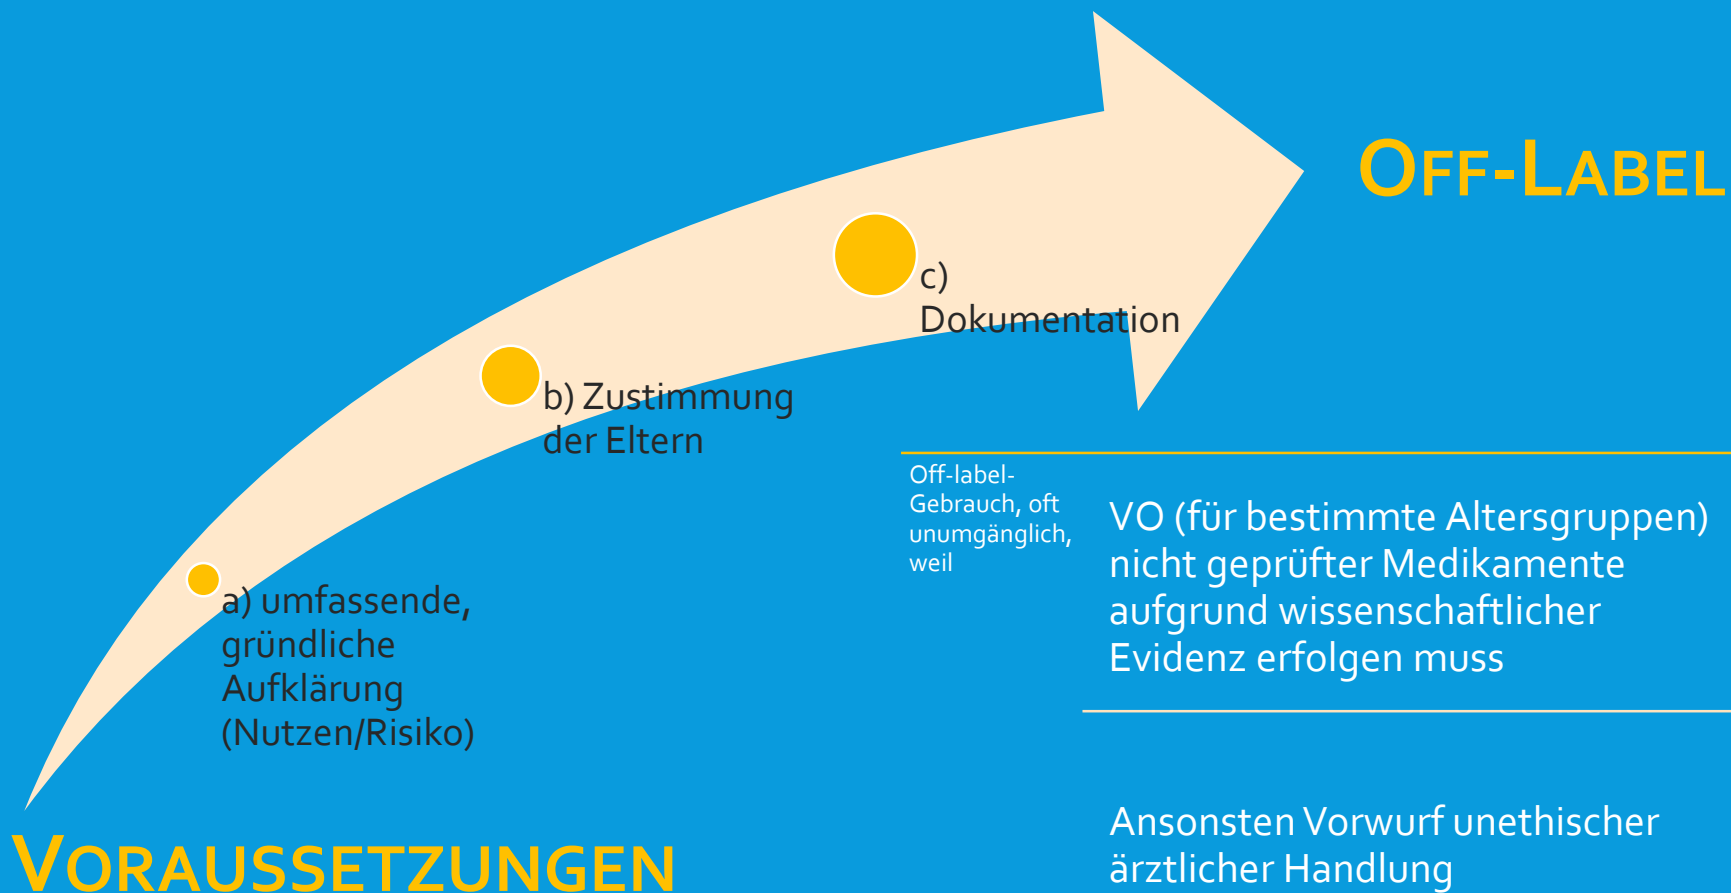 OFF-LABEL
c)
Dokumentation
b) Zustimmung
der Eltern
a) umfassende,
gründliche
Aufklärung
(Nutzen/Risiko)
VORAUSSETZUNGEN
Off-label-
Gebrauch, oft
unumgänglich,
weil
VO (für bestimmte Altersgruppen)
nicht geprüfter Medikamente
aufgrund wissenschaftlicher
Evidenz erfolgen muss
Ansonsten Vorwurf unethischer
ärztlicher Handlung